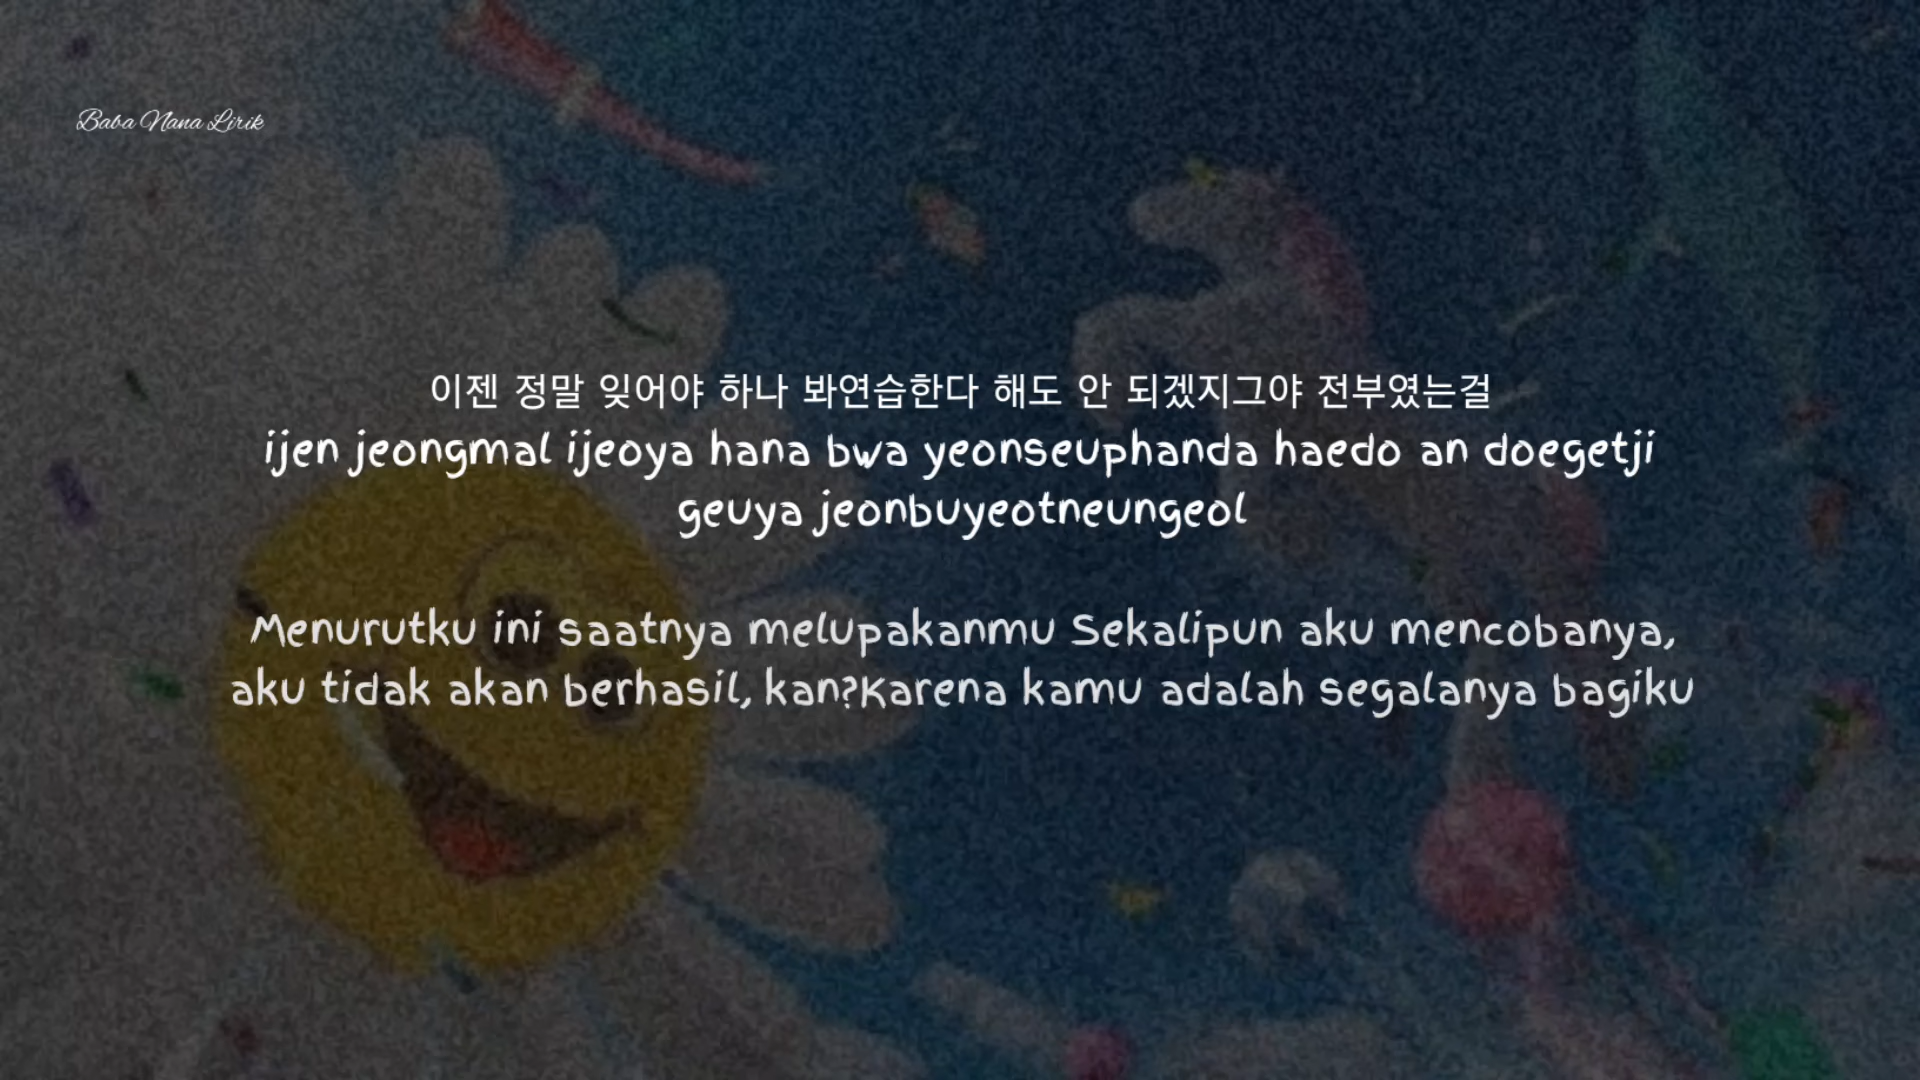 Baba Nana Lirik
이젠 정말 잊어야 하나 봐연습한다 해도 안 되겠지그야 전부였는걸
ijen jeongmal ijeoya hana bwa yeonseuphanda haedo an doegetji
geuya jeonbuyeotneungeol
Menurutku ini saatnya melupakanmu Sekalipun aku mencobanya,
aku tidak akan berhasil, kan?Karena kamu adalah segalanya bagiku